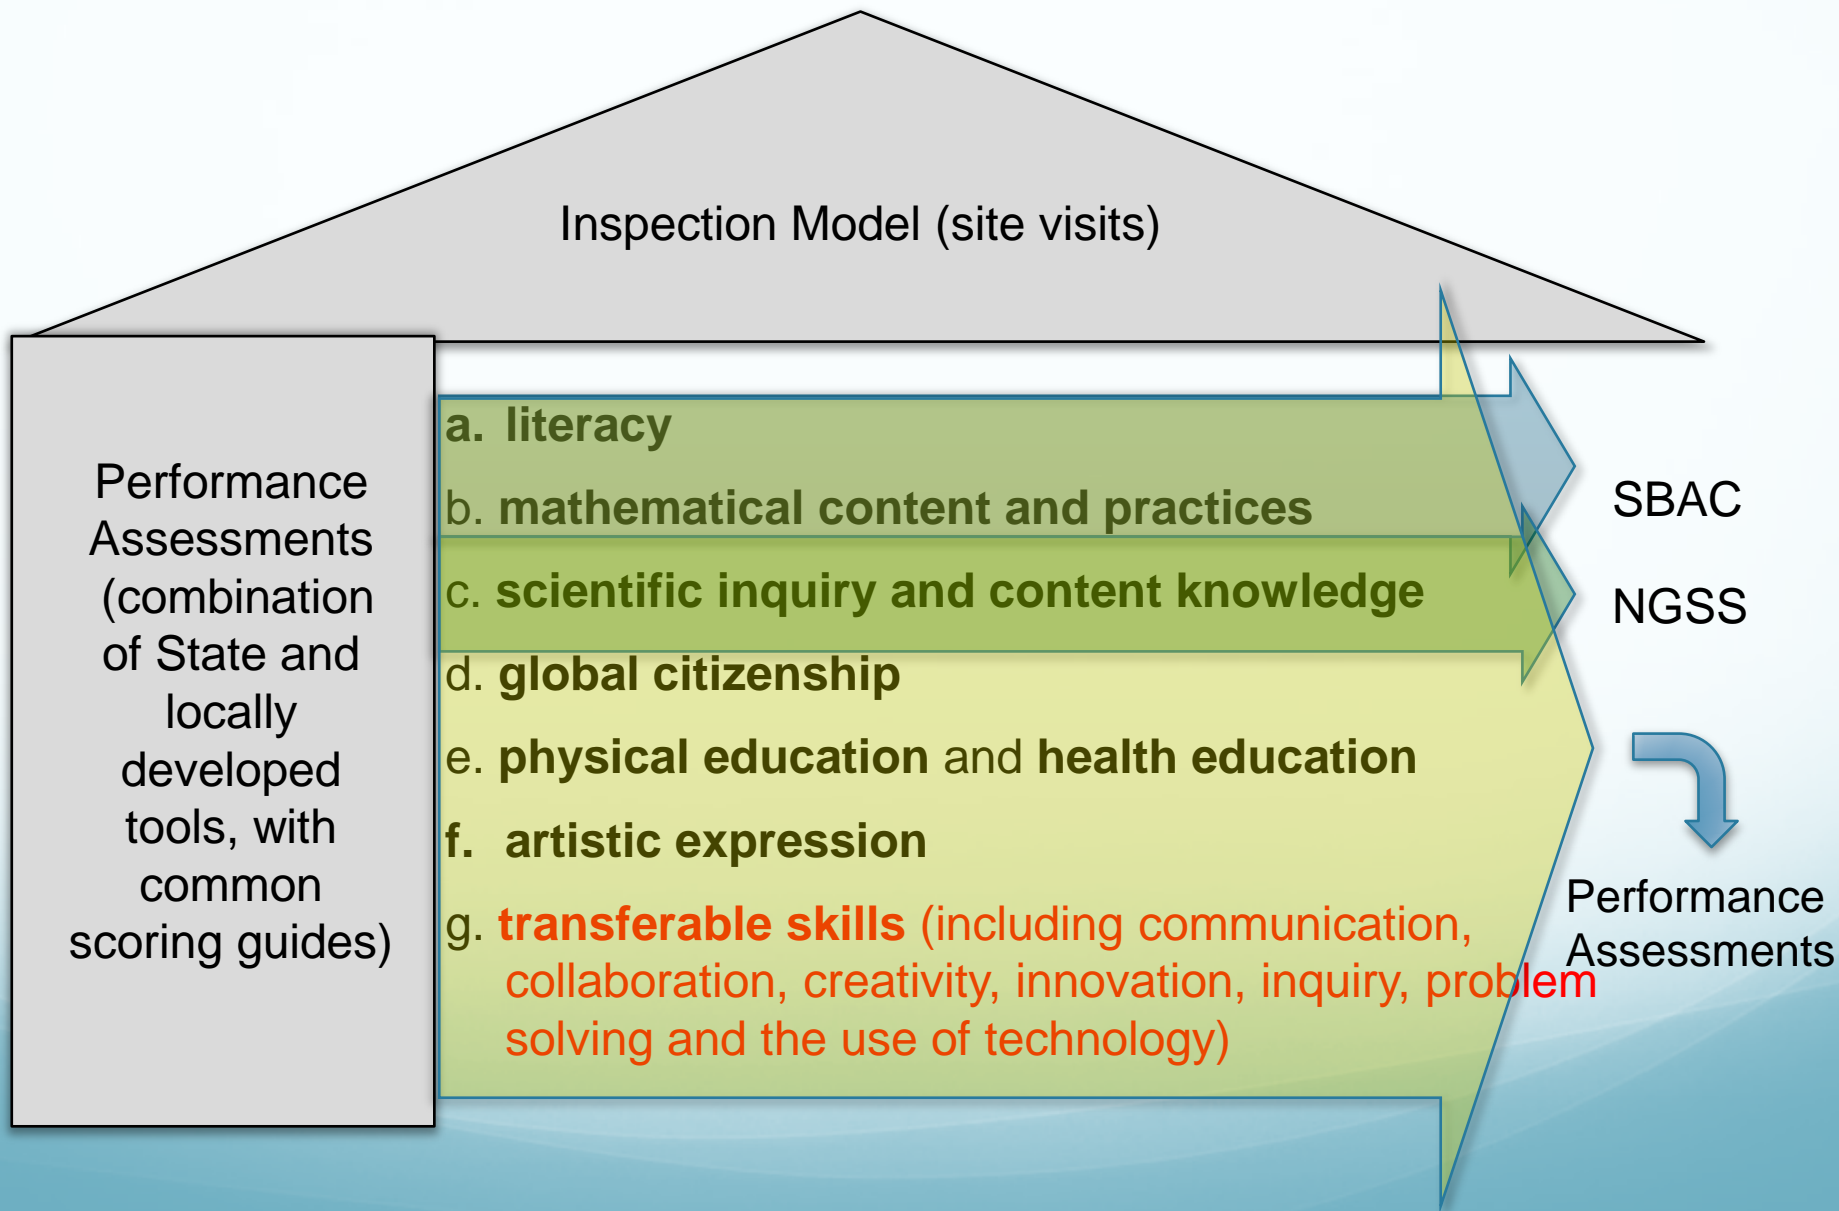 Inspection Model (site visits)
Performance
Assessments
(combination
of State and
locally
developed
tools, with
common
scoring guides)
a. literacy
b. mathematical content and practices
c. scientific inquiry and content knowledge
d. global citizenship
e. physical education and health education
f. artistic expression
g. transferable skills (including communication,
collaboration, creativity, innovation, inquiry, problem
solving and the use of technology)
SBAC
NGSS
Performance
Assessments